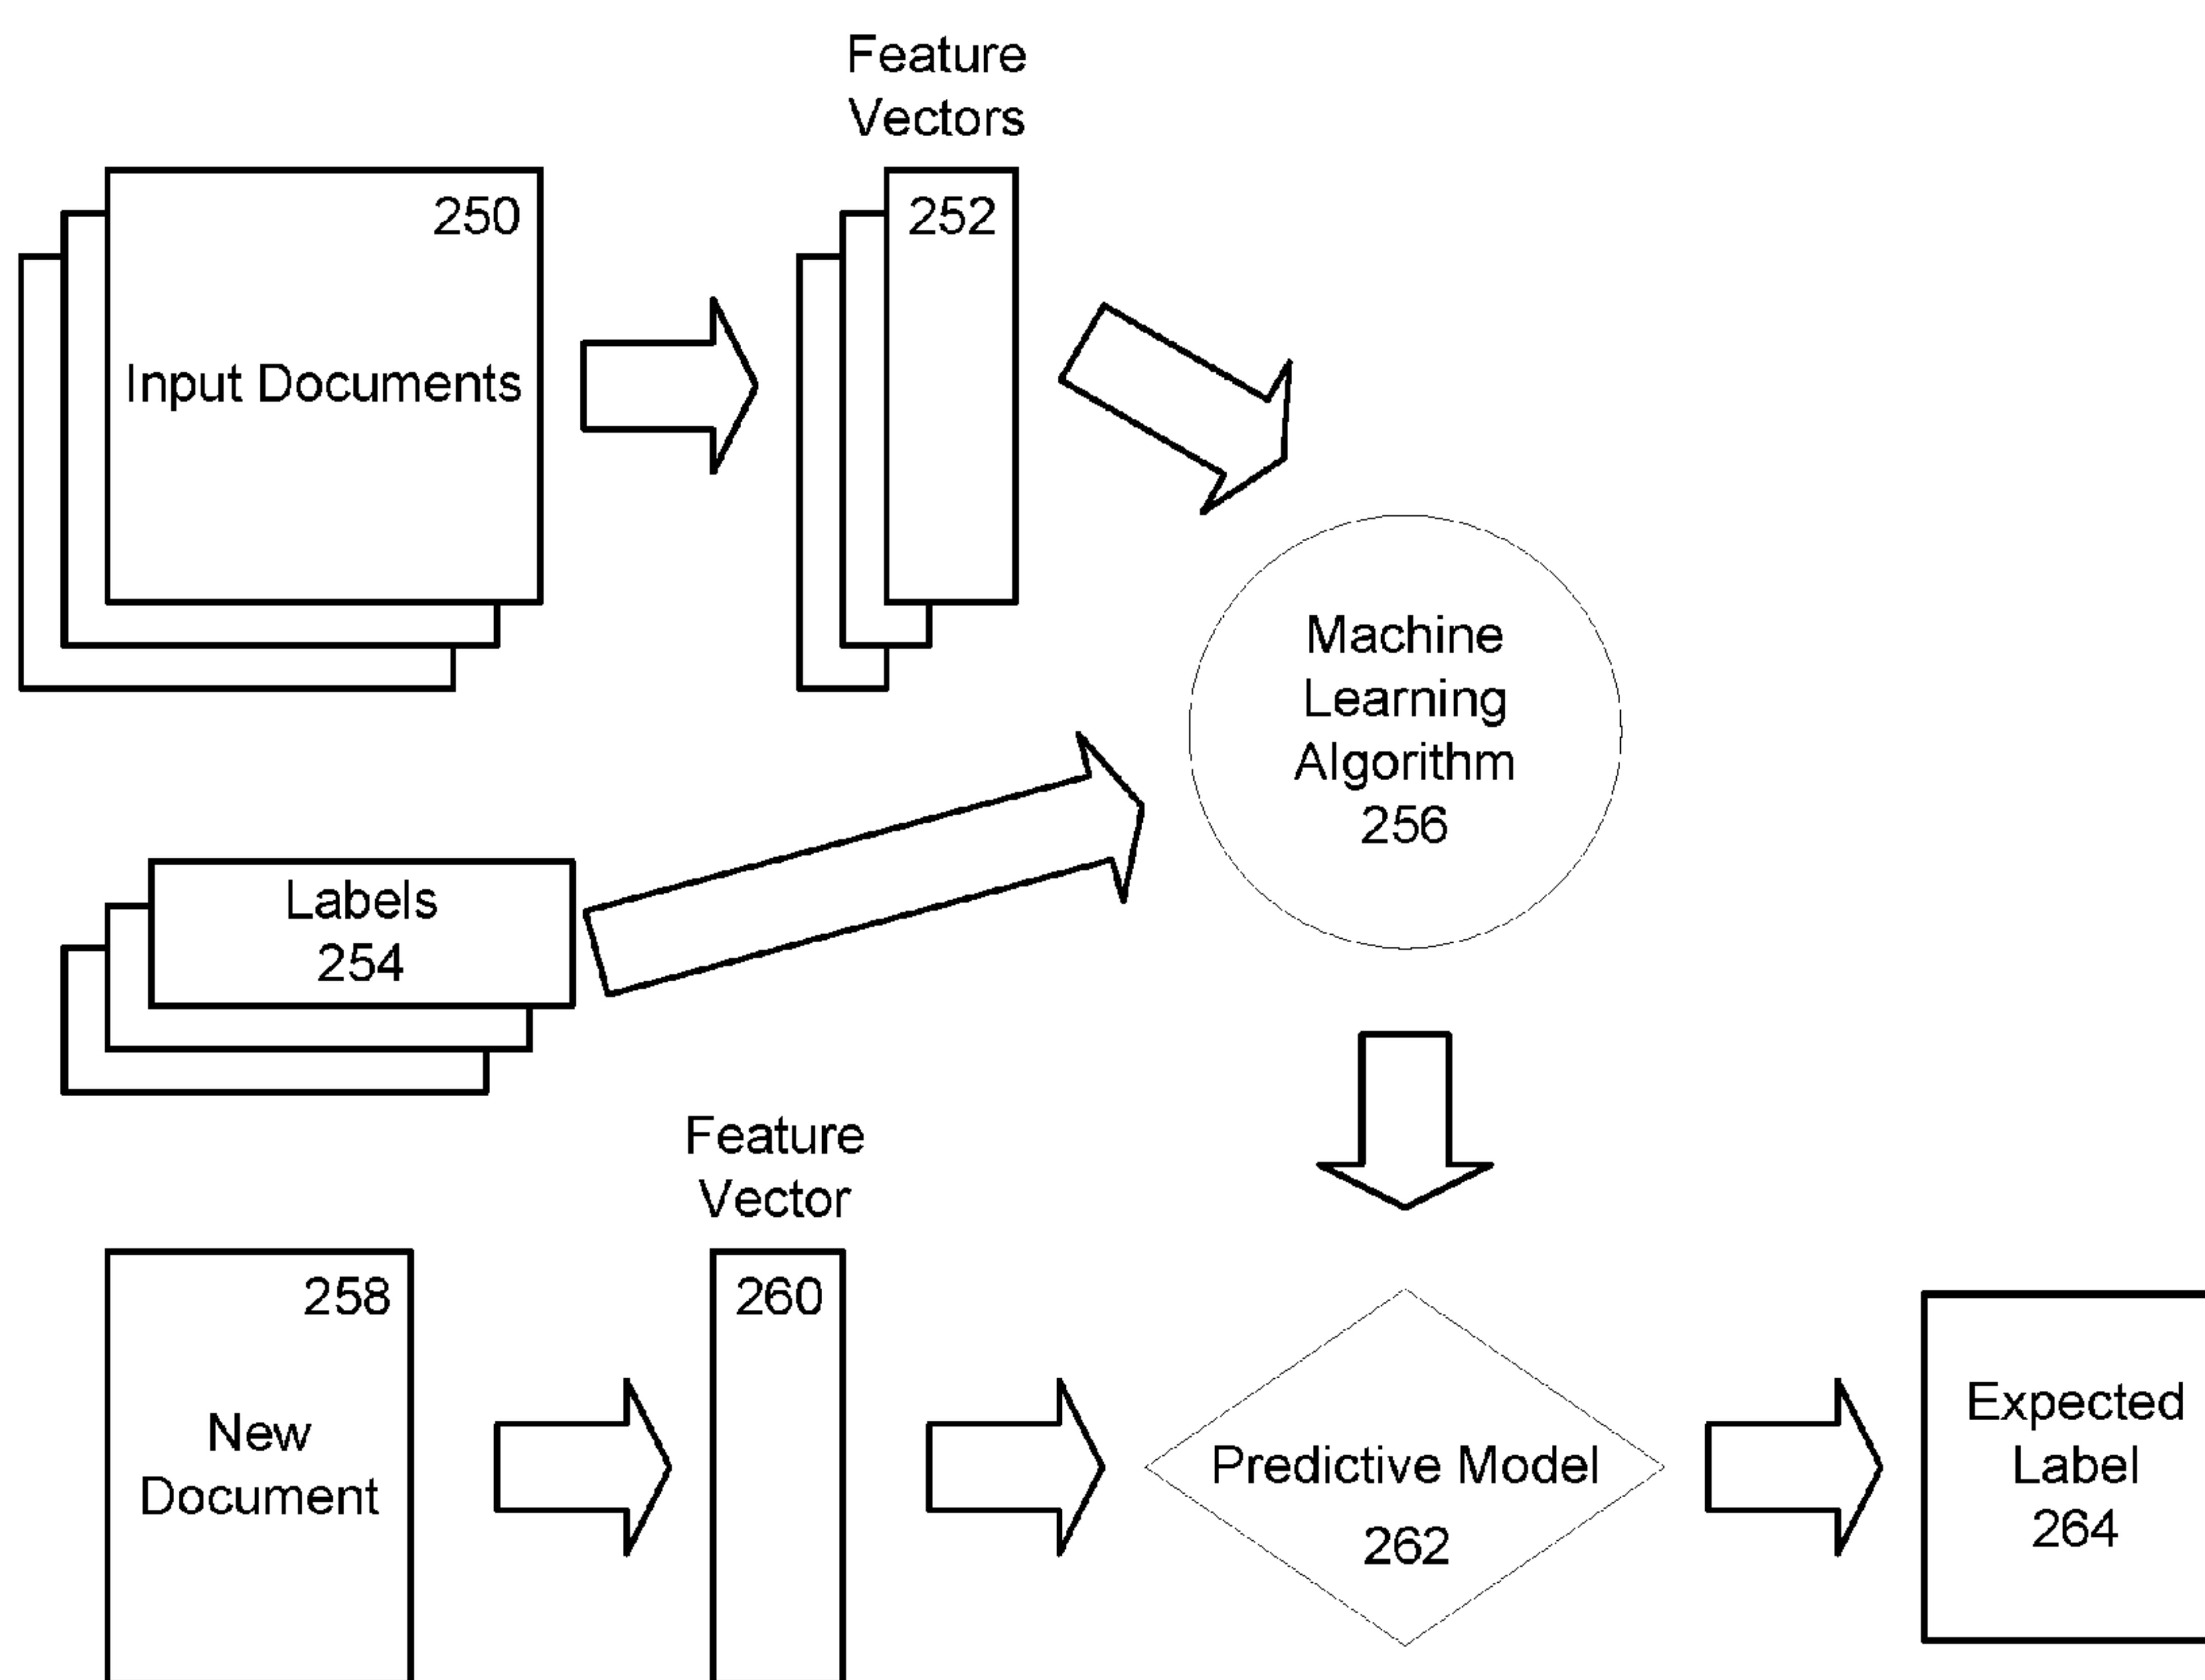 Feature
Vectors
250
252
Input Documents
Machine
Learning
Algorithm
256
Labels
254
Feature
Vector
258
260
New
Document
Predictive Model
262
Expected
Label
264